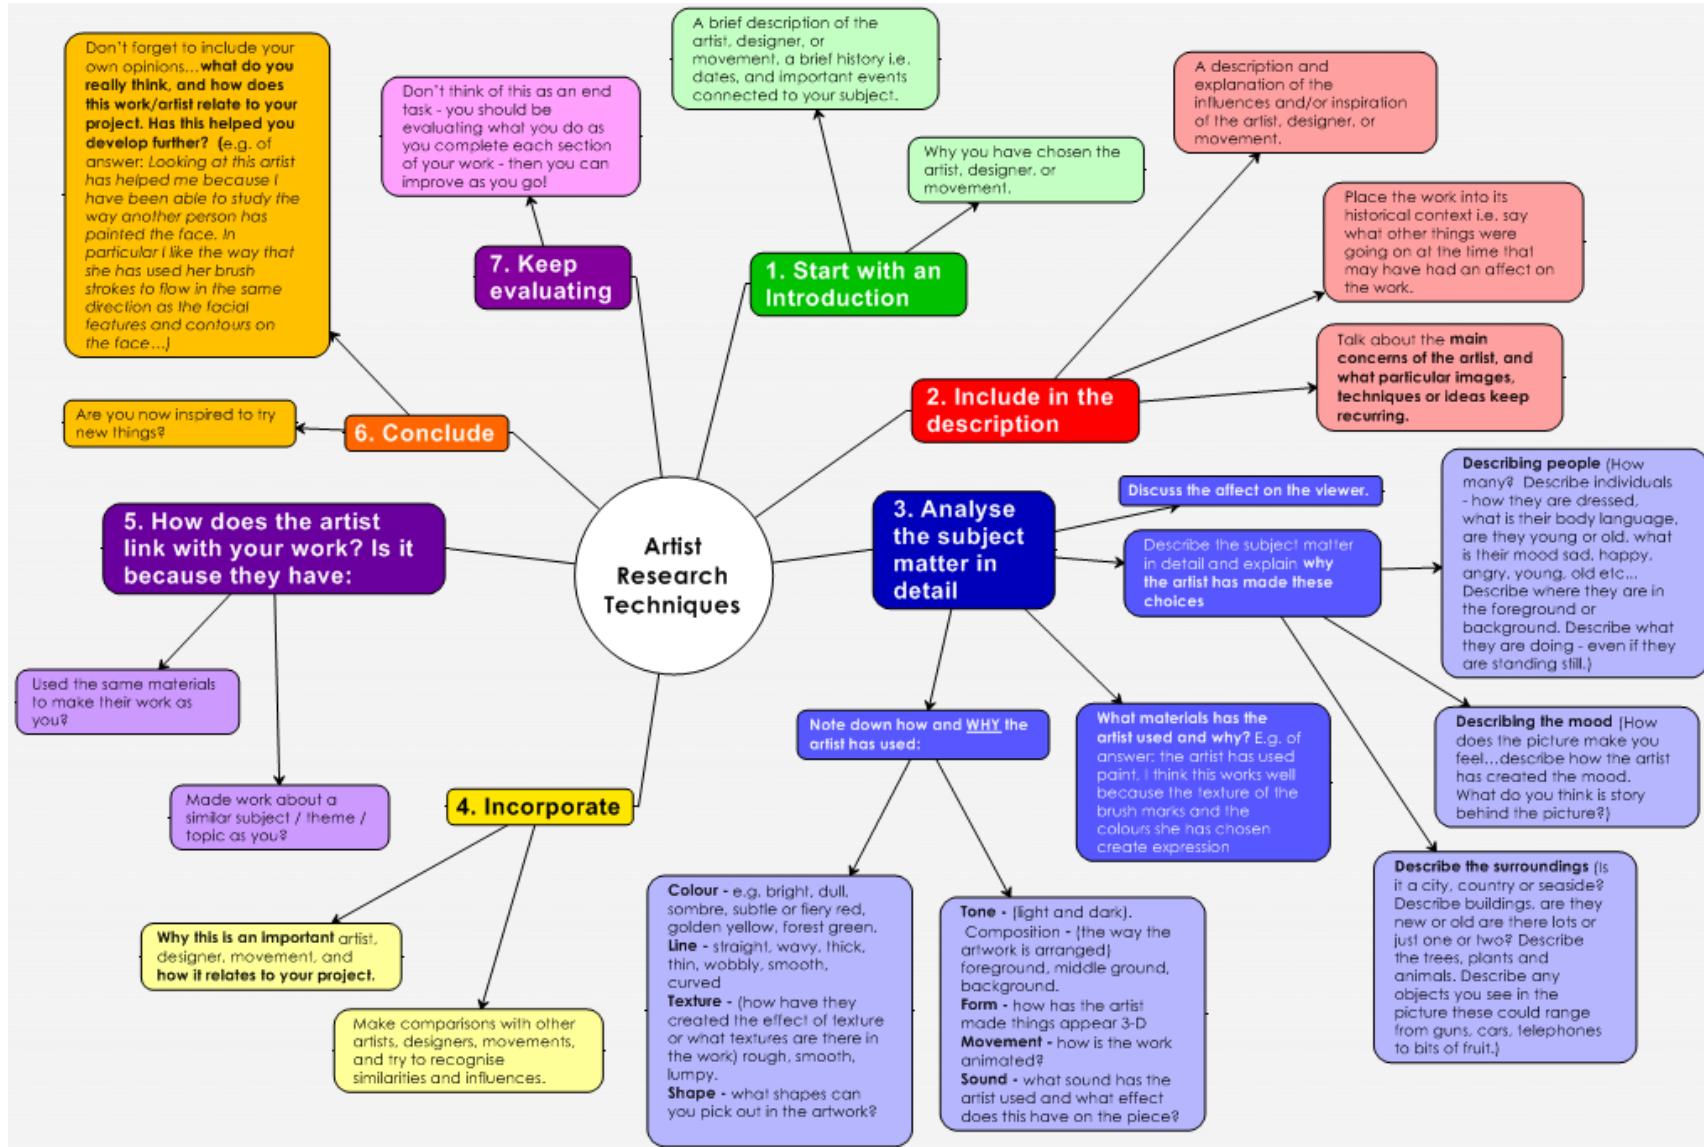 Artist
Research
Techniques
1. Start with an
Introduction
A brief description of the
artist, designer, or
movement, a brief history i.e.
dates, and important events
connected to your subject.
Why you have chosen the
artist, designer, or
movement.
2. Include in the
description
A description and
explanation of the
influences and/or inspiration
of the artist, designer, or
movement.
Place the work into its
historical context i.e. say
what other things were
going on at the time that
may have had an affect on
the work.
Talk about the main
concerns of the artist, and
what particular images,
techniques or ideas keep
recurring.
3. Analyse
the subject
matter in
detail
Discuss the affect on the viewer.
Describe the subject matter
in detail and explain why
the artist has made these
choices
Describing people (How
many? Describe individuals
- how they are dressed,
what is their body language,
are they young or old, what
is their mood sad, happy,
angry, young, old etc...
Describe where they are in
the foreground or
background. Describe what
they are doing - even if they
are standing still.)
Describing the mood (How
does the picture make you
feel...describe how the artist
has created the mood.
What do you think is story
behind the picture?)
Describe the surroundings (Is
it a city, country or seaside?
Describe buildings, are they
new or old are there lots or
just one or two? Describe
the trees, plants and
animals. Describe any
objects you see in the
picture these could range
from guns, cars, telephones
to bits of fruit.)
What materials has the
artist used and why? E.g. of
answer: the artist has used
paint, I think this works well
because the texture of the
brush marks and the
colours she has chosen
create expression
Note down how and WHY the
artist has used:
Colour - e.g. bright, dull,
sombre, subtle or fiery red,
golden yellow, forest green.
Line - straight, wavy, thick,
thin, wobbly, smooth,
curved
Texture - (how have they
created the effect of texture
or what textures are there in
the work) rough, smooth,
lumpy.
Shape - what shapes can
you pick out in the artwork?
Tone - (light and dark).
Composition - (the way the
artwork is arranged)
foreground, middle ground,
background.
Form - how has the artist
made things appear 3-D
Movement - how is the work
animated?
Sound - what sound has the
artist used and what effect
does this have on the piece?
4. Incorporate
Why this is an important artist,
designer, movement, and
how it relates to your project.
Make comparisons with other
artists, designers, movements,
and try to recognise
similarities and influences.
5. How does the artist
link with your work? Is it
because they have:
Used the same materials
to make their work as
you?
Made work about a
similar subject / theme /
topic as you?
6. Conclude
Don't forget to include your
own opinions...what do you
really think, and how does
this work/artist relate to your
project. Has this helped you
develop further? (e.g. of
answer: Looking at this artist
has helped me because I
have been able to study the
way another person has
painted the face. In
particular I like the way that
she has used her brush
strokes to flow in the same
direction as the facial
features and contours on
the face...)
Are you now inspired to try
new things?
7. Keep
evaluating
Don't think of this as an end
task - you should be
evaluating what you do as
you complete each section
of your work - then you can
improve as you go!